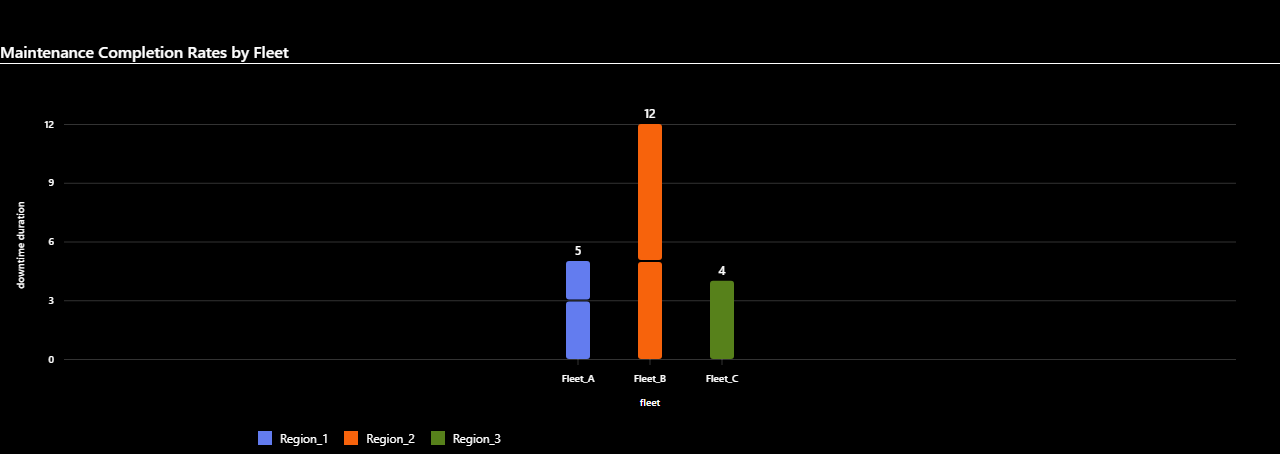 Maintenance Completion Rates by Fleet
12
12
9
6
5
4
3
0
downtime duration
Fleet_A
Fleet_B
Fleet_C
fleet
Region_1
Region_2
Region_3